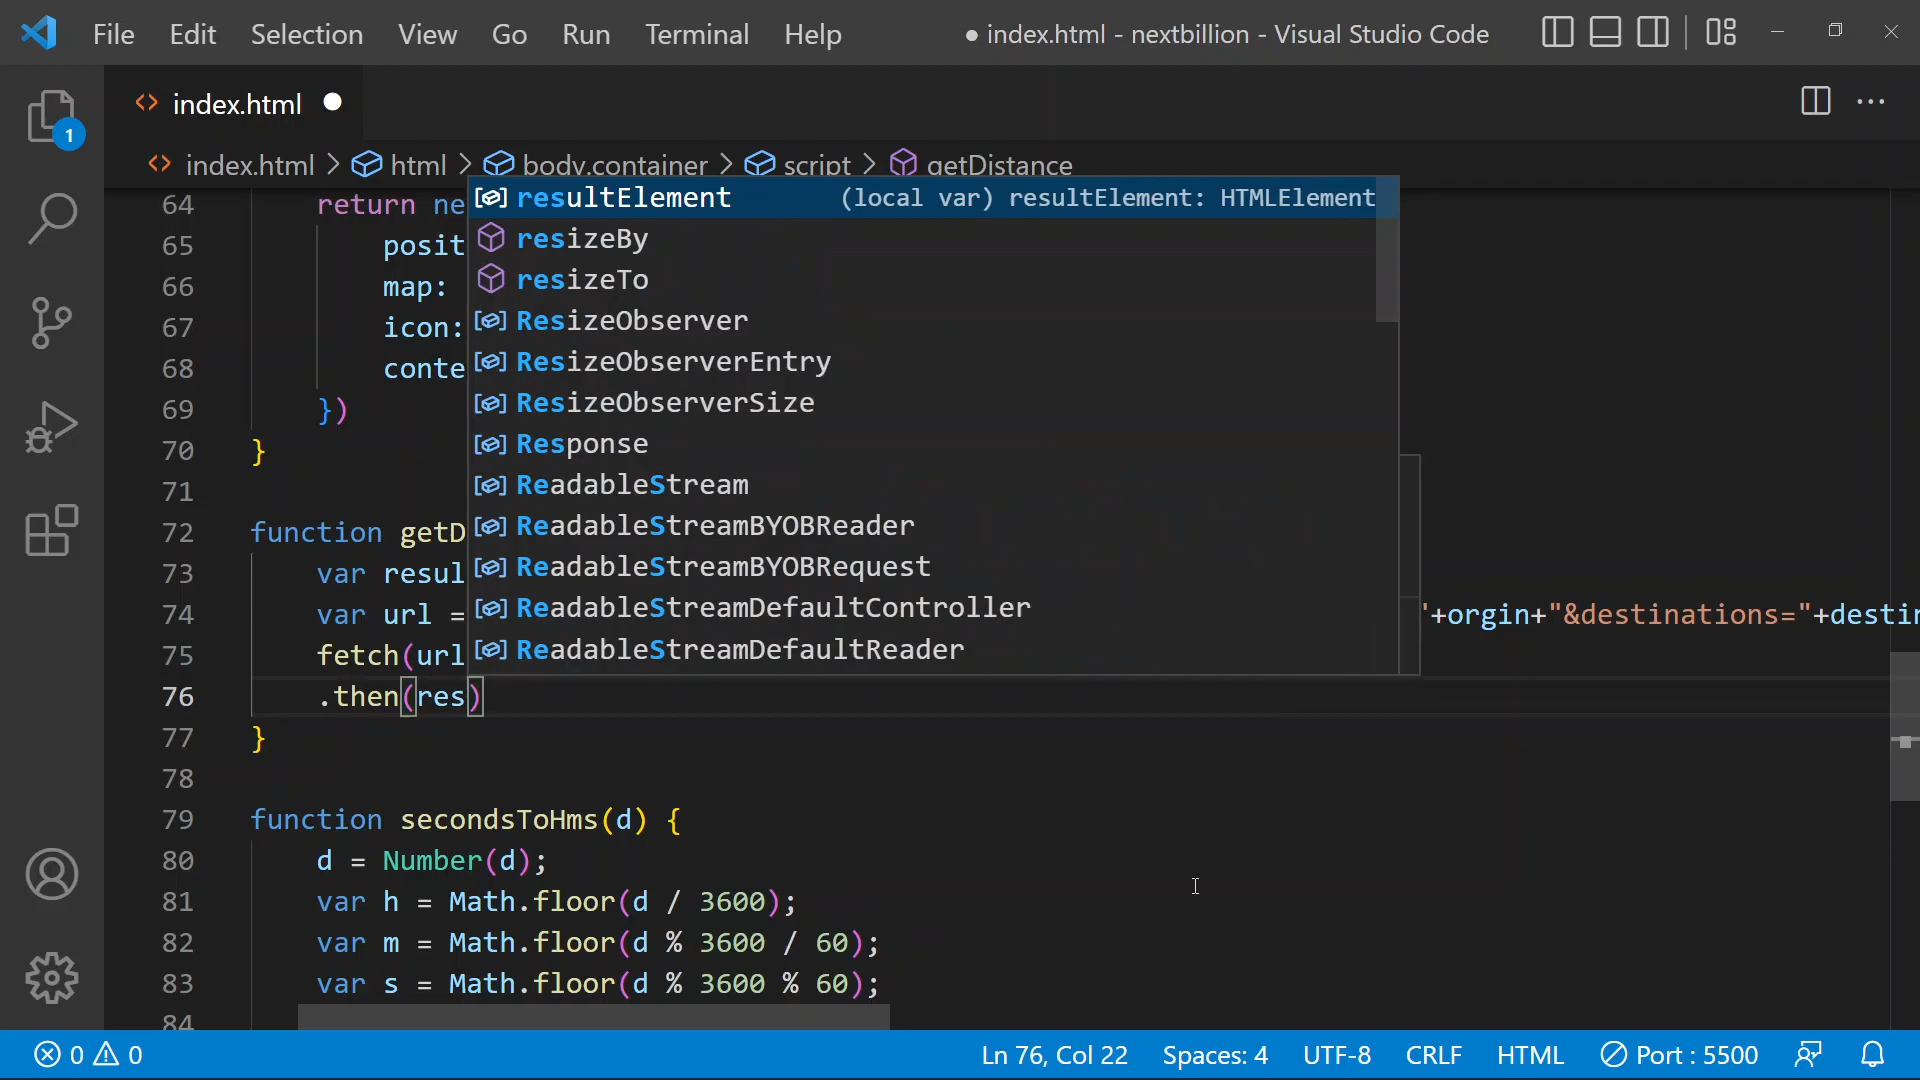 File Edit Selection View Go Run Terminal Help
● index.html - nextbillion - Visual Studio Code
1
index.html ●
index.html > html > body.container > script > getDistance
64 return ne
65 posit
66 map:
67 icon:
68 conte
69 })
70 }
71
72 function getD
73 var resul
74 var url = '+orgin+"&destinations="+destin
75 fetch(url
76 .then(res)
77 }
78
79 function secondsToHms(d) {
80 d = Number(d);
81 var h = Math.floor(d / 3600);
82 var m = Math.floor(d % 3600 / 60);
83 var s = Math.floor(d % 3600 % 60);
84
resultElement (local var) resultElement: HTMLElement
resizeBy
resizeTo
ResizeObserver
ResizeObserverEntry
ResizeObserverSize
Response
ReadableStream
ReadableStreamBYOBReader
ReadableStreamBYOBRequest
ReadableStreamDefaultController
ReadableStreamDefaultReader
0 0 Ln 76, Col 22 Spaces: 4 UTF-8 CRLF HTML Port : 5500